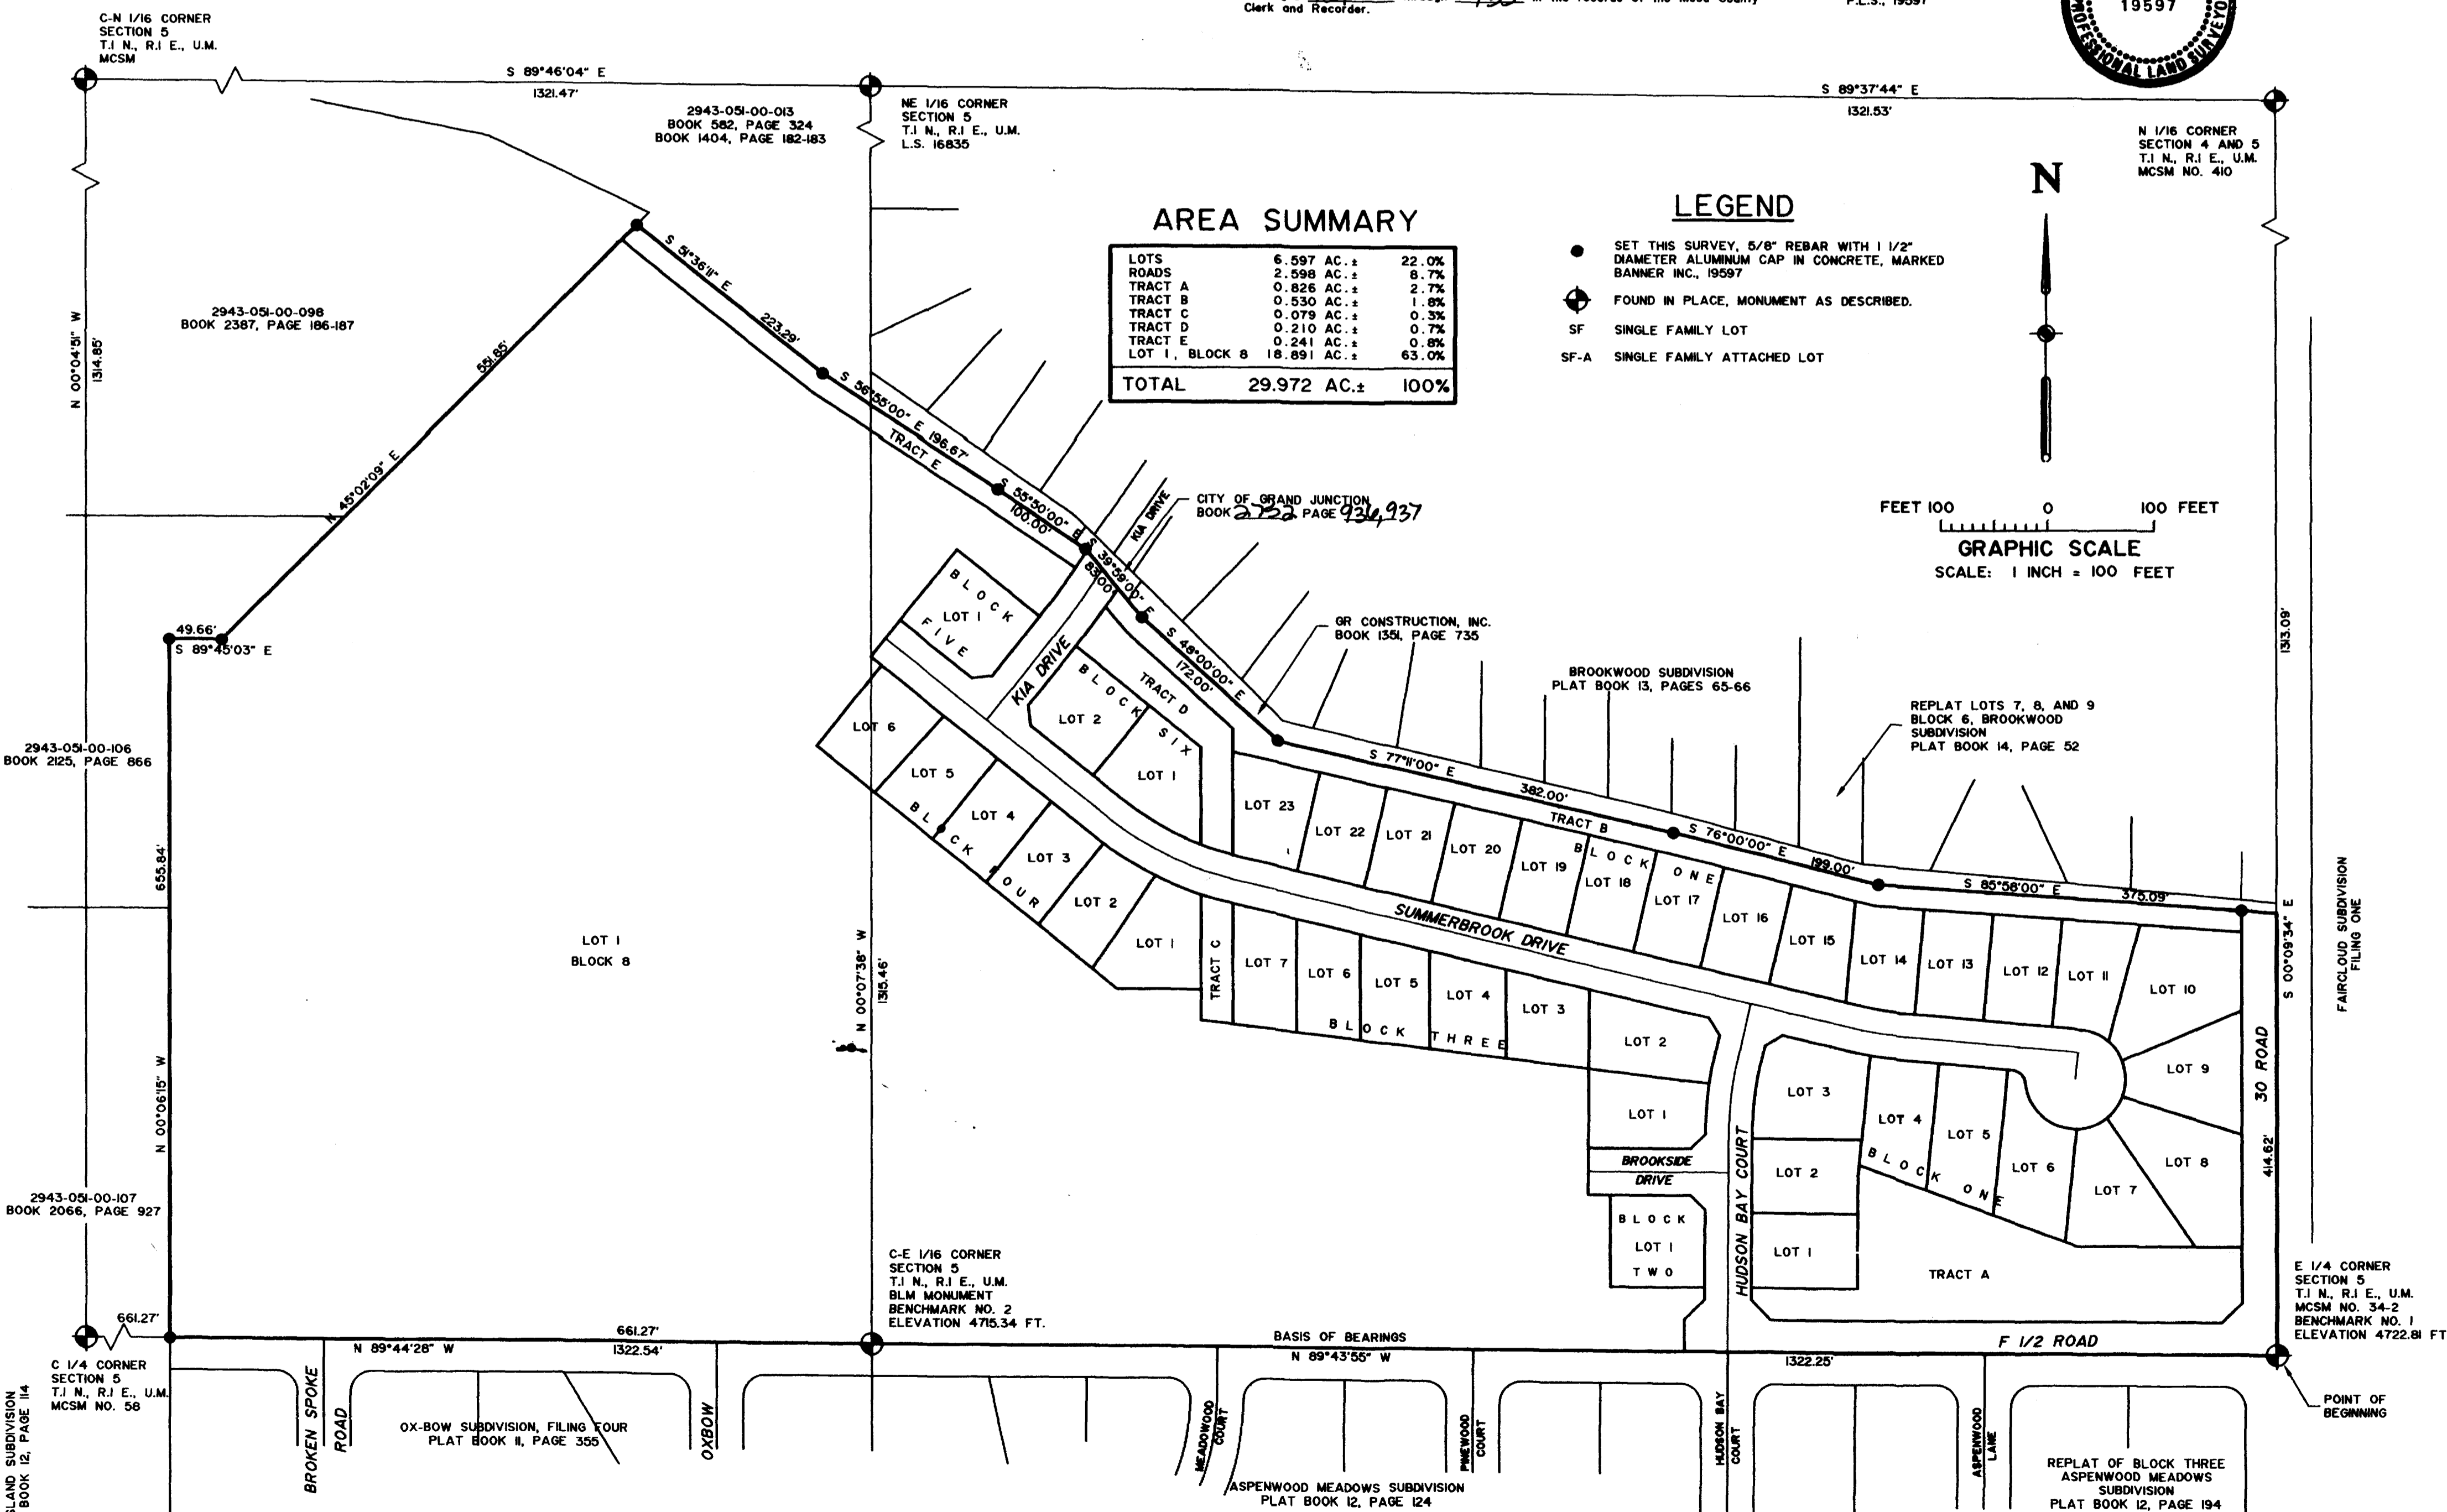 Clerk and Recorder.
P.L.S., 19597
19597
PROFESSIONAL LAND SURVEYO
C-N 1/16 CORNER
SECTION 5
T.1 N., R.1 E., U.M.
MCSM
S 89°46'04" E
1321.47'
2943-051-00-013
BOOK 582, PAGE 324
BOOK 1404, PAGE 182-183
NE 1/16 CORNER
SECTION 5
T.1 N., R.1 E., U.M.
L.S. 16835
S 89°37'44" E
1321.53'
N 1/16 CORNER
SECTION 4 AND 5
T.1 N., R.1 E., U.M.
MCSM NO. 410
N
AREA SUMMARY
LOTS 6.597 AC.± 22.0%
ROADS 2.598 AC.± 8.7%
TRACT A 0.826 AC.± 2.7%
TRACT B 0.530 AC.± 1.8%
TRACT C 0.079 AC.± 0.3%
TRACT D 0.210 AC.± 0.7%
TRACT E 0.241 AC.± 0.8%
LOT 1, BLOCK 8 18.891 AC.± 63.0%
TOTAL 29.972 AC.± 100%
LEGEND
SET THIS SURVEY, 5/8" REBAR WITH 1 1/2"
DIAMETER ALUMINUM CAP IN CONCRETE, MARKED
BANNER INC., 19597
FOUND IN PLACE, MONUMENT AS DESCRIBED.
SF SINGLE FAMILY LOT
SF-A SINGLE FAMILY ATTACHED LOT
FEET 100 0 100 FEET
GRAPHIC SCALE
SCALE: 1 INCH = 100 FEET
N 00°04'51" W
1314.85'
2943-051-00-098
BOOK 2387, PAGE 186-187
N 45°02'09" E
551.85'
S 51°36'11" E
223.29'
S 56°55'00" E 196.67'
TRACT E
S 55°50'00" E
100.00'
S 39°59'00" E
83.00'
KIA DRIVE
CITY OF GRAND JUNCTION
BOOK 2732 PAGE 936,937
S 48°00'00" E
172.00'
GR CONSTRUCTION, INC.
BOOK 1351, PAGE 735
BROOKWOOD SUBDIVISION
PLAT BOOK 13, PAGES 65-66
REPLAT LOTS 7, 8, AND 9
BLOCK 6, BROOKWOOD
SUBDIVISION
PLAT BOOK 14, PAGE 52
1313.09'
49.66'
S 89°45'03" E
BLOCK
LOT 1
FIVE
KIA DRIVE
BLOCK
SIX
TRACT D
LOT 2
LOT 1
S 77°11'00" E
382.00'
TRACT B
S 76°00'00" E
199.00'
S 85°58'00" E
375.09'
2943-051-00-106
BOOK 2125, PAGE 866
655.84'
N 00°06'15" W
2943-051-00-107
BOOK 2066, PAGE 927
LOT 1
BLOCK 8
LOT 6
LOT 5
LOT 4
LOT 3
LOT 2
LOT 1
BLOCK
OUR
N 00°07'38" W
1315.46'
TRACT C
LOT 23
LOT 22
LOT 21
LOT 20
LOT 19
LOT 18
LOT 17
LOT 16
LOT 15
LOT 14
LOT 13
LOT 12
LOT 11
LOT 10
LOT 9
LOT 8
LOT 7
LOT 6
LOT 5
LOT 4
LOT 3
LOT 2
LOT 1
BLOCK ONE
BLOCK ONE
SUMMERBROOK DRIVE
LOT 7
LOT 6
LOT 5
LOT 4
LOT 3
LOT 2
LOT 1
BLOCK THREE
BROOKSIDE
DRIVE
BLOCK
LOT 1
TWO
HUDSON BAY COURT
TRACT A
30 ROAD
414.62'
S 00°09'34" E
FAIRCLOUD SUBDIVISION
FILING ONE
C-E 1/16 CORNER
SECTION 5
T.1 N., R.1 E., U.M.
BLM MONUMENT
BENCHMARK NO. 2
ELEVATION 4715.34 FT.
E 1/4 CORNER
SECTION 5
T.1 N., R.1 E., U.M.
MCSM NO. 34-2
BENCHMARK NO. 1
ELEVATION 4722.81 FT
661.27'
C 1/4 CORNER
SECTION 5
T.1 N., R.1 E., U.M.
MCSM NO. 58
661.27'
N 89°44'28" W
1322.54'
BASIS OF BEARINGS
N 89°43'55" W
1322.25'
F 1/2 ROAD
POINT OF
BEGINNING
BROKEN SPOKE
ROAD
OX-BOW SUBDIVISION, FILING FOUR
PLAT BOOK 11, PAGE 355
OXBOW
MEADOWOOD
COURT
PINEWOOD
COURT
HUDSON BAY
COURT
ASPENWOOD
LANE
ASPENWOOD MEADOWS SUBDIVISION
PLAT BOOK 12, PAGE 124
REPLAT OF BLOCK THREE
ASPENWOOD MEADOWS
SUBDIVISION
PLAT BOOK 12, PAGE 194
SLAND SUBDIVISION
BOOK 12, PAGE 114